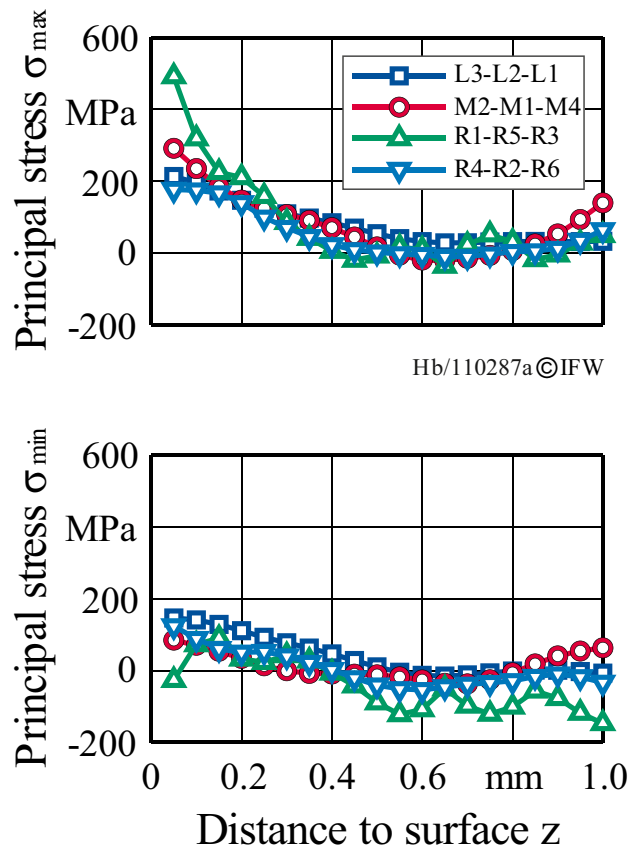 Principal stress σmax
600
MPa
200
0
-200
L3-L2-L1
M2-M1-M4
R1-R5-R3
R4-R2-R6
Hb/110287a©IFW
Principal stress σmin
600
MPa
200
0
-200
0 0.2 0.4 0.6 mm 1.0
Distance to surface z